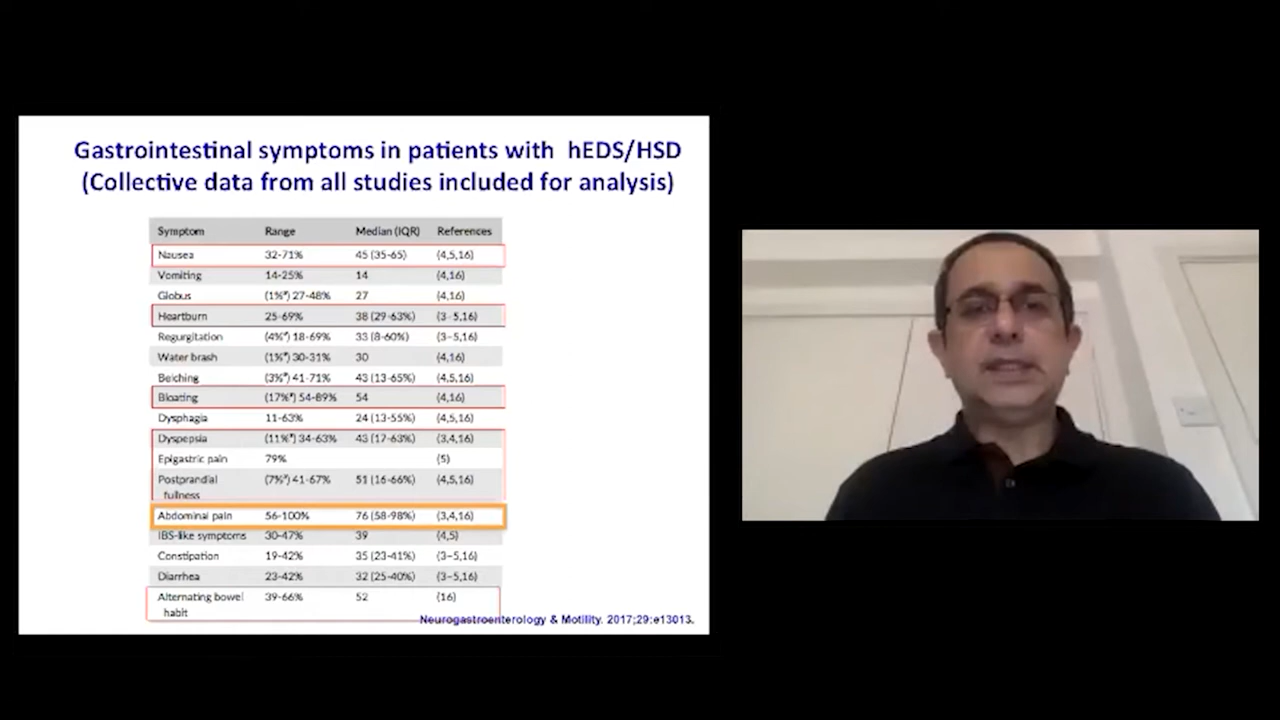 Gastrointestinal symptoms in patients with hEDS/HSD
(Collective data from all studies included for analysis)
Symptom Range Median (IQR) References
Nausea 32-71% 45 (35-65) (4,5,16)
Vomiting 14-25% 14 (4,16)
Globus (1%*) 27-48% 27 (4,16)
Heartburn 25-69% 38 (29-63%) (3-5,16)
Regurgitation (4%*) 18-69% 33 (8-60%) (3-5,16)
Water brash (1%*) 30-31% 30 (4,16)
Belching (3%*) 41-71% 43 (13-65%) (4,5,16)
Bloating (17%*) 54-89% 54 (4,16)
Dysphagia 11-63% 24 (13-55%) (4,5,16)
Dyspepsia (11%*) 34-63% 43 (17-63%) (3,4,16)
Epigastric pain 79% (5)
Postprandial fullness (7%*) 41-67% 51 (16-66%) (4,5,16)
Abdominal pain 56-100% 76 (58-98%) (3,4,16)
IBS-like symptoms 30-47% 39 (4,5)
Constipation 19-42% 35 (23-41%) (3-5,16)
Diarrhea 23-42% 32 (25-40%) (3-5,16)
Alternating bowel habit 39-66% 52 (16)
Neurogastroenterology & Motility. 2017;29:e13013.